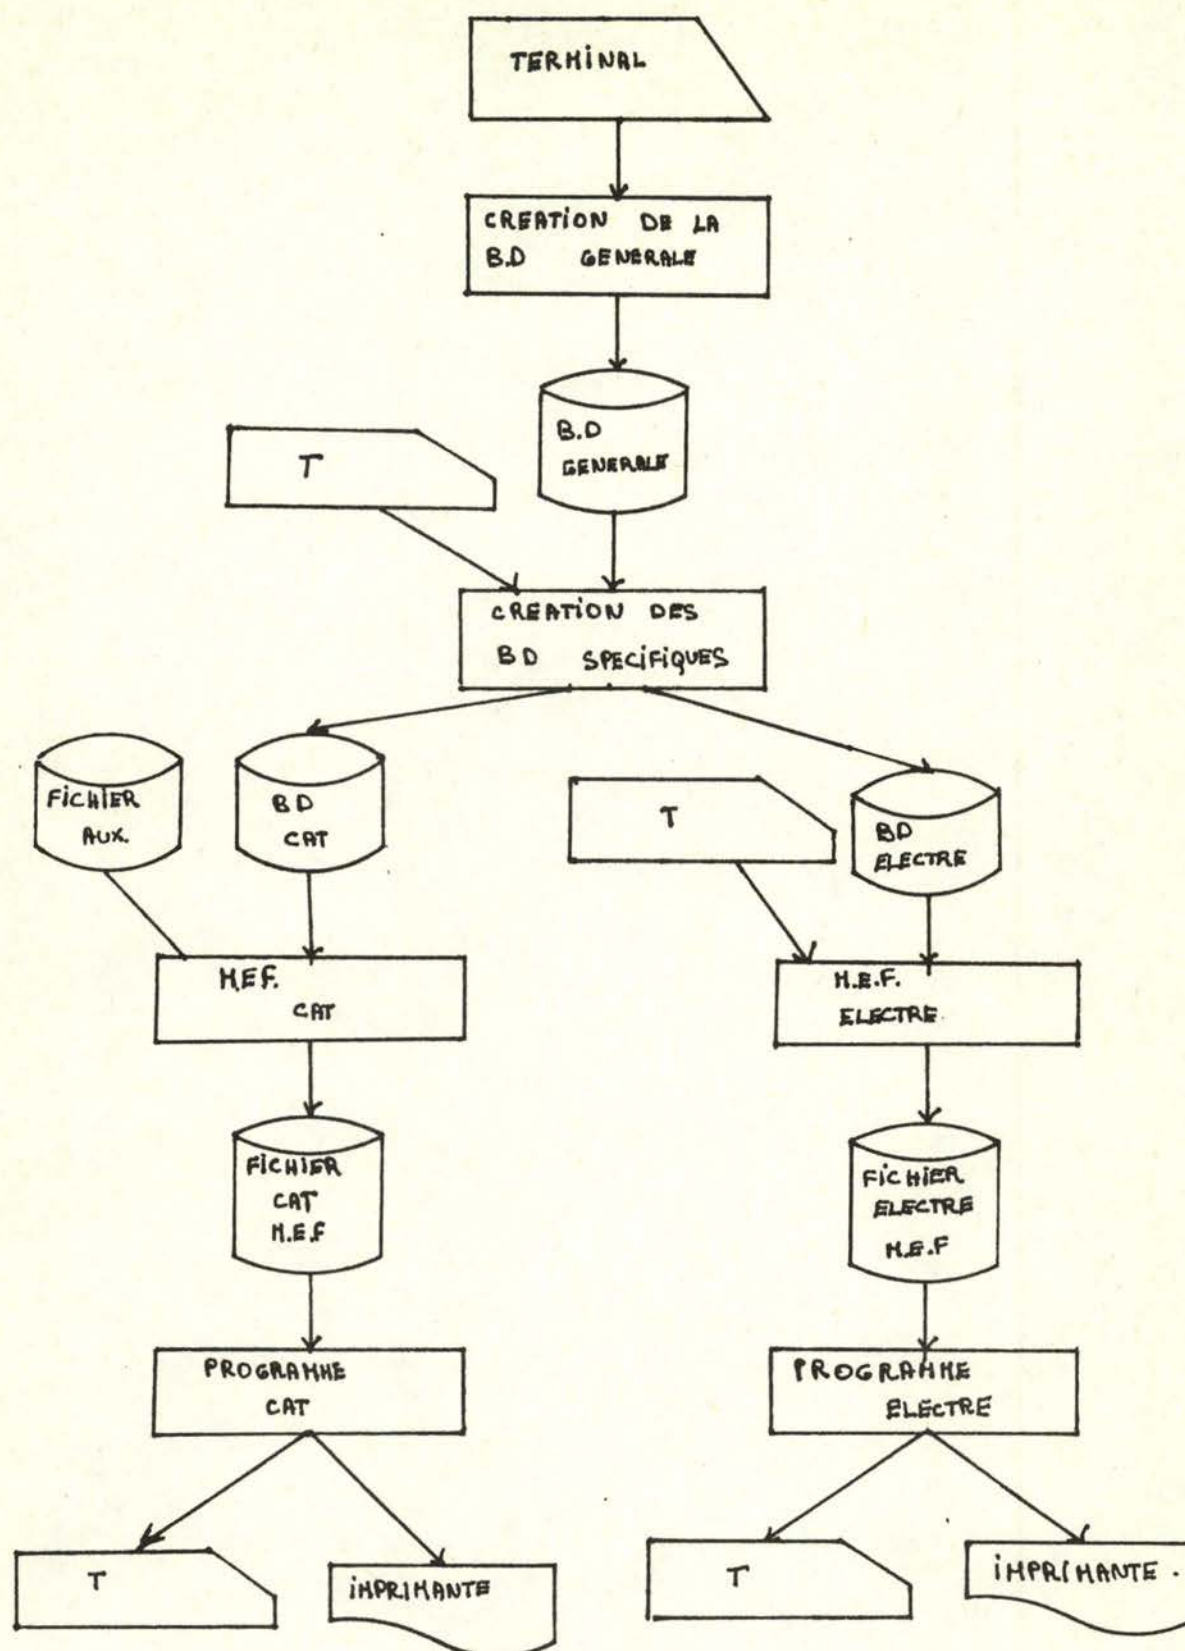 TERMINAL
CREATION DE LA
B.D GENERALE
B.D
GENERALE
T
CREATION DES
BD SPECIFIQUES
FICHIER
AUX.
BD
CAT
T
BD
ELECTRE
M.E.F.
CAT
M.E.F.
ELECTRE
FICHIER
CAT
M.E.F
FICHIER
ELECTRE
M.E.F
PROGRAMME
CAT
PROGRAMME
ELECTRE
T
IMPRIMANTE
T
IMPRIMANTE.